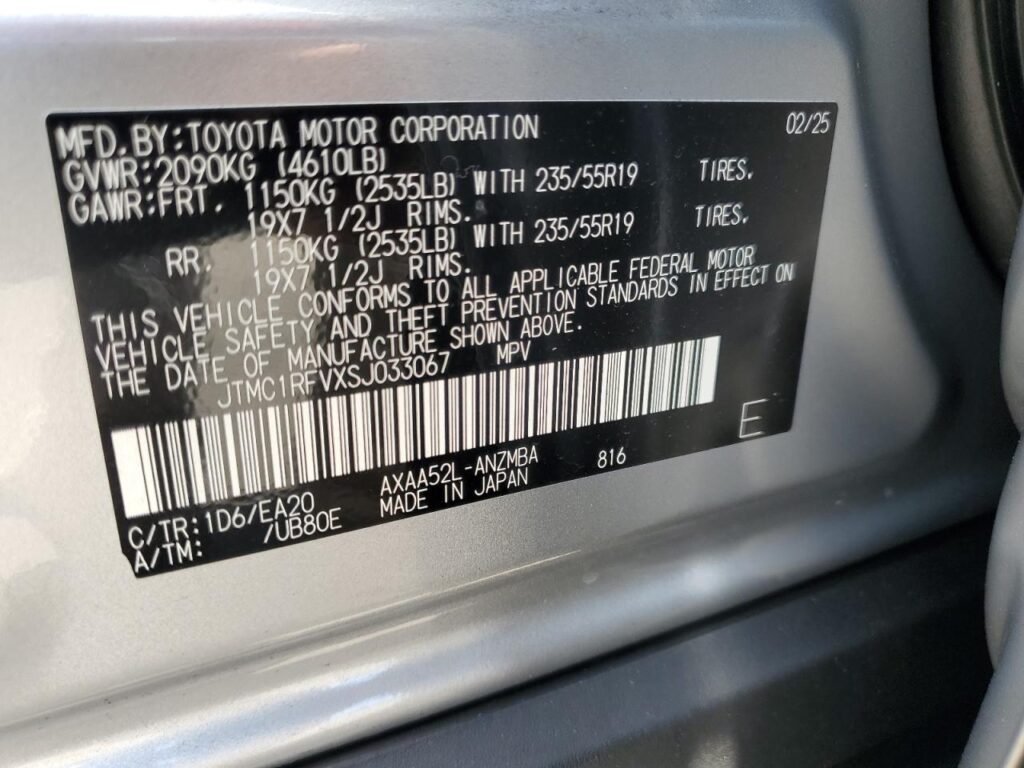 MFD. BY: TOYOTA MOTOR CORPORATION 02/25
GVWR: 2090KG (4610LB)
GAWR: FRT. 1150KG (2535LB) WITH 235/55R19 TIRES.
19X7 1/2J RIMS.
RR. 1150KG (2535LB) WITH 235/55R19 TIRES.
19X7 1/2J RIMS.
THIS VEHICLE CONFORMS TO ALL APPLICABLE FEDERAL MOTOR
VEHICLE SAFETY AND THEFT PREVENTION STANDARDS IN EFFECT ON
THE DATE OF MANUFACTURE SHOWN ABOVE.
JTMC1RFVXSJ033067 MPV
E
C/TR: 1D6/EA20 AXAA52L-ANZMBA 816
A/TM: /UB80E MADE IN JAPAN